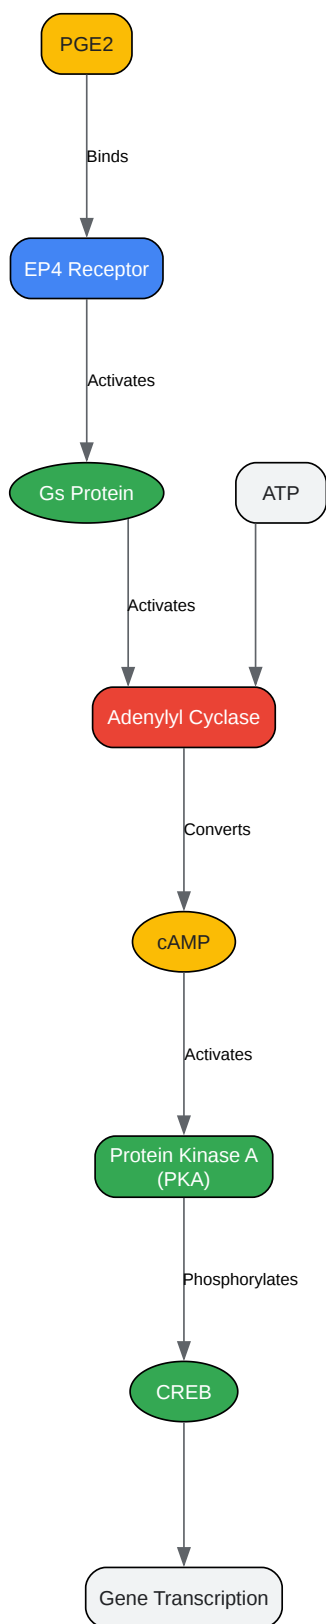 PGE2
Binds
EP4 Receptor
Activates
Gs Protein
ATP
Activates
Adenylyl Cyclase
Converts
cAMP
Activates
Protein Kinase A
(PKA)
Phosphorylates
CREB
Gene Transcription